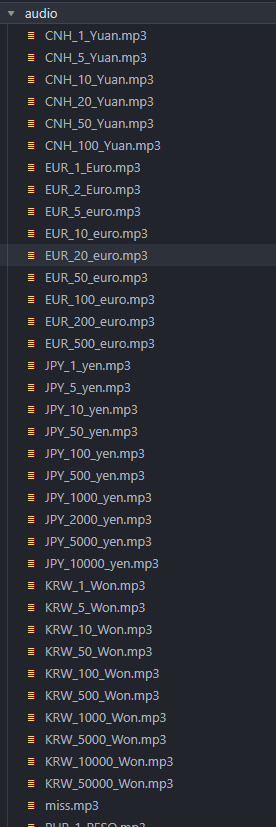 audio
CNH_1_Yuan.mp3
CNH_5_Yuan.mp3
CNH_10_Yuan.mp3
CNH_20_Yuan.mp3
CNH_50_Yuan.mp3
CNH_100_Yuan.mp3
EUR_1_Euro.mp3
EUR_2_Euro.mp3
EUR_5_euro.mp3
EUR_10_euro.mp3
EUR_20_euro.mp3
EUR_50_euro.mp3
EUR_100_euro.mp3
EUR_200_euro.mp3
EUR_500_euro.mp3
JPY_1_yen.mp3
JPY_5_yen.mp3
JPY_10_yen.mp3
JPY_50_yen.mp3
JPY_100_yen.mp3
JPY_500_yen.mp3
JPY_1000_yen.mp3
JPY_2000_yen.mp3
JPY_5000_yen.mp3
JPY_10000_yen.mp3
KRW_1_Won.mp3
KRW_5_Won.mp3
KRW_10_Won.mp3
KRW_50_Won.mp3
KRW_100_Won.mp3
KRW_500_Won.mp3
KRW_1000_Won.mp3
KRW_5000_Won.mp3
KRW_10000_Won.mp3
KRW_50000_Won.mp3
miss.mp3